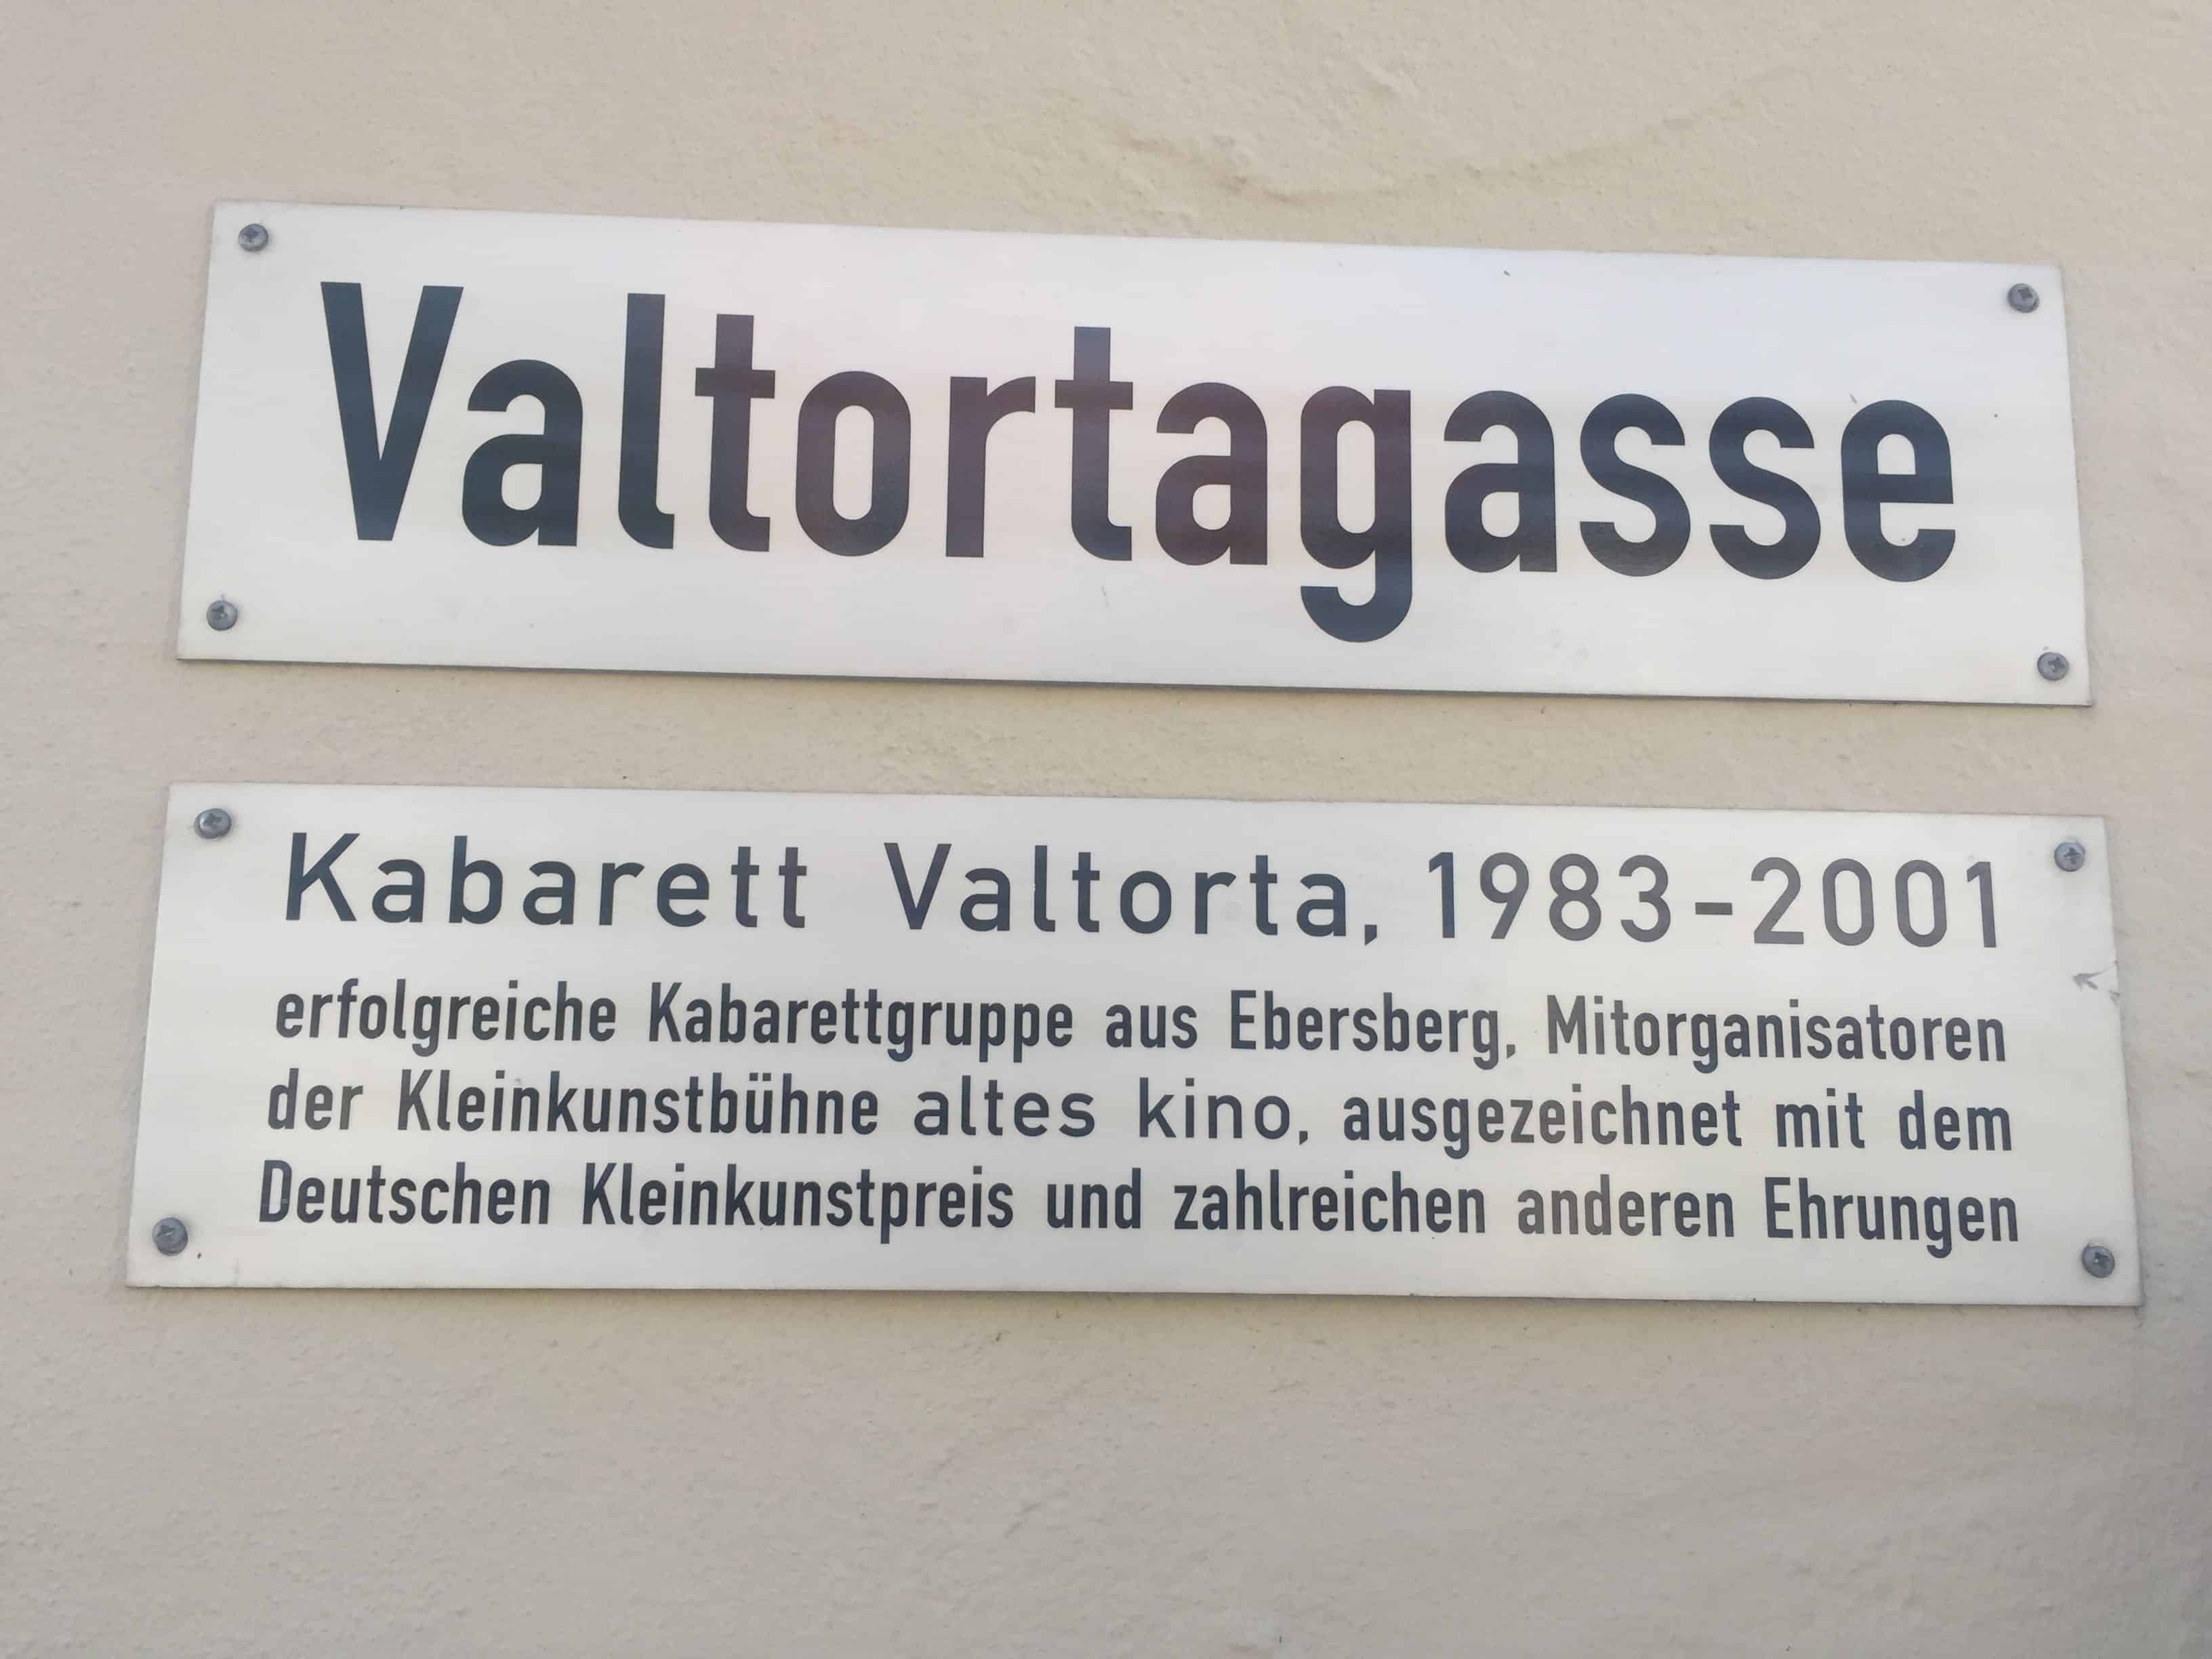 Valtortagasse
Kabarett Valtorta, 1983-2001
erfolgreiche Kabarettgruppe aus Ebersberg, Mitorganisatoren
der Kleinkunstbühne altes kino, ausgezeichnet mit dem
Deutschen Kleinkunstpreis und zahlreichen anderen Ehrungen